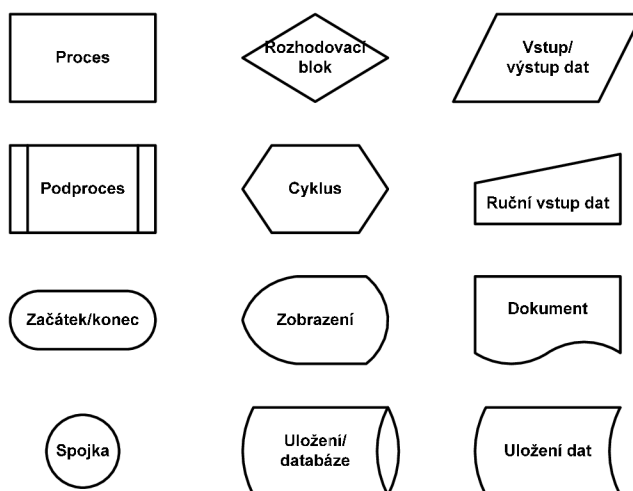 Proces
Rozhodovací
blok
Vstup/
výstup dat
Podproces
Cyklus
Ruční vstup dat
Začátek/konec
Zobrazení
Dokument
Spojka
Uložení/
databáze
Uložení dat